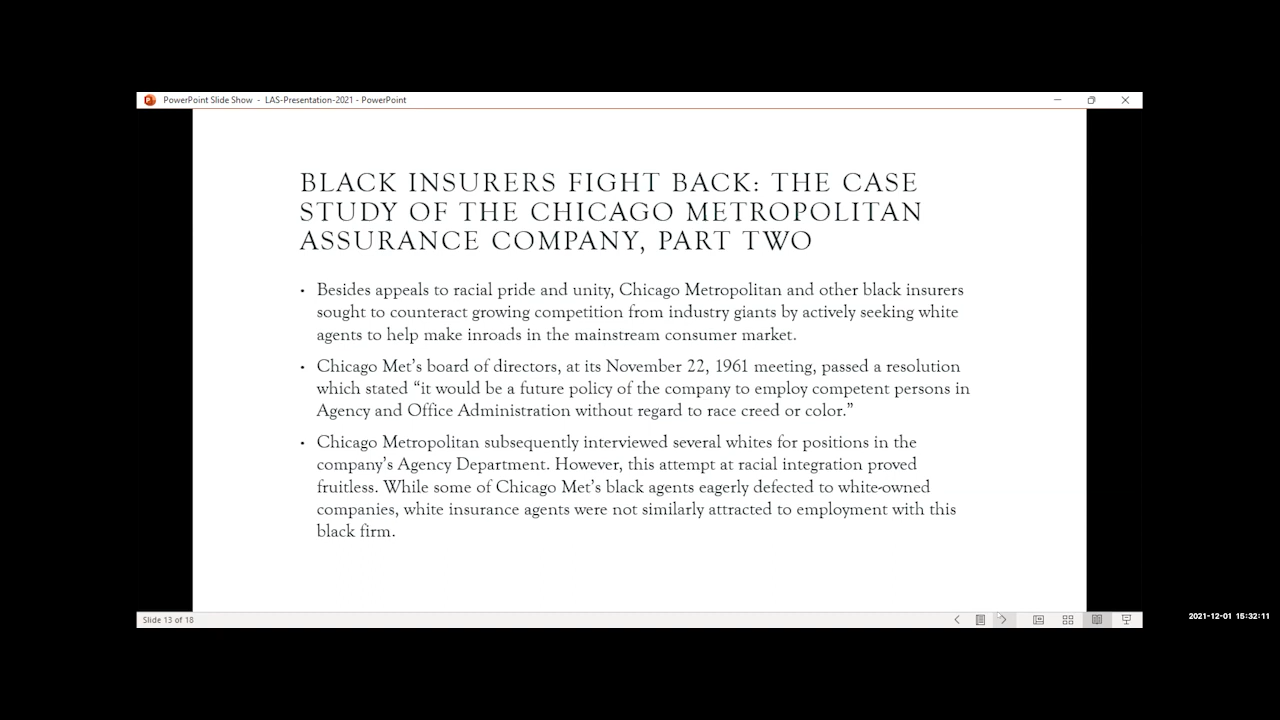 PowerPoint Slide Show - LAS-Presentation-2021 - PowerPoint
BLACK INSURERS FIGHT BACK: THE CASE
STUDY OF THE CHICAGO METROPOLITAN
ASSURANCE COMPANY, PART TWO
• Besides appeals to racial pride and unity, Chicago Metropolitan and other black insurers
sought to counteract growing competition from industry giants by actively seeking white
agents to help make inroads in the mainstream consumer market.
• Chicago Met's board of directors, at its November 22, 1961 meeting, passed a resolution
which stated “it would be a future policy of the company to employ competent persons in
Agency and Office Administration without regard to race creed or color.”
• Chicago Metropolitan subsequently interviewed several whites for positions in the
company's Agency Department. However, this attempt at racial integration proved
fruitless. While some of Chicago Met's black agents eagerly defected to white-owned
companies, white insurance agents were not similarly attracted to employment with this
black firm.
Slide 13 of 18
2021-12-01 15:32:11